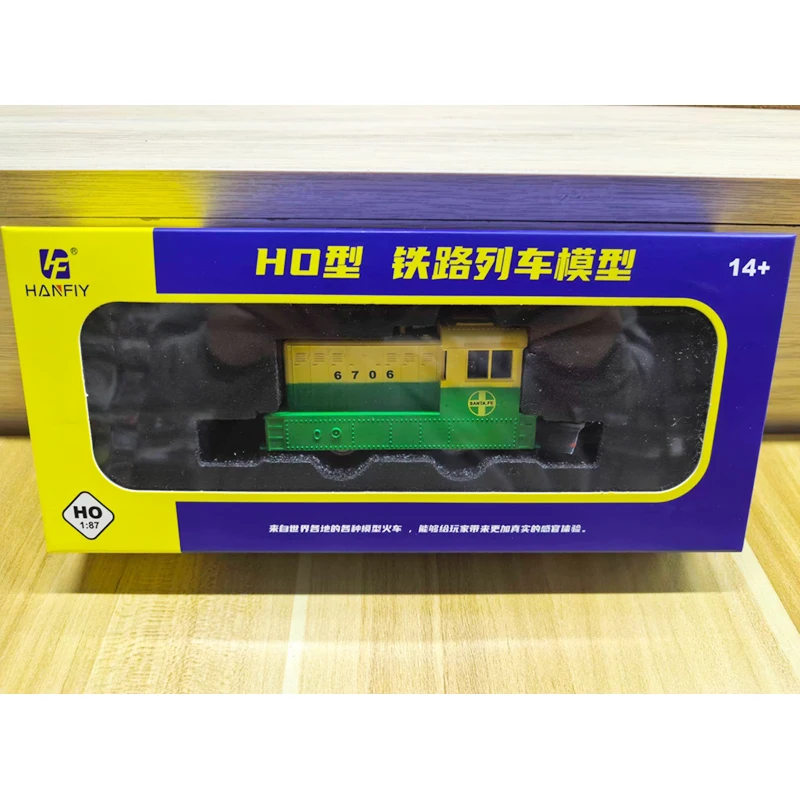 HANFIY
®
HO型 铁路列车模型
14+
6706
SANTA FE
HO
1:87
来自世界各地的各种模型火车，能够给玩家带来更加真实的感官体验。